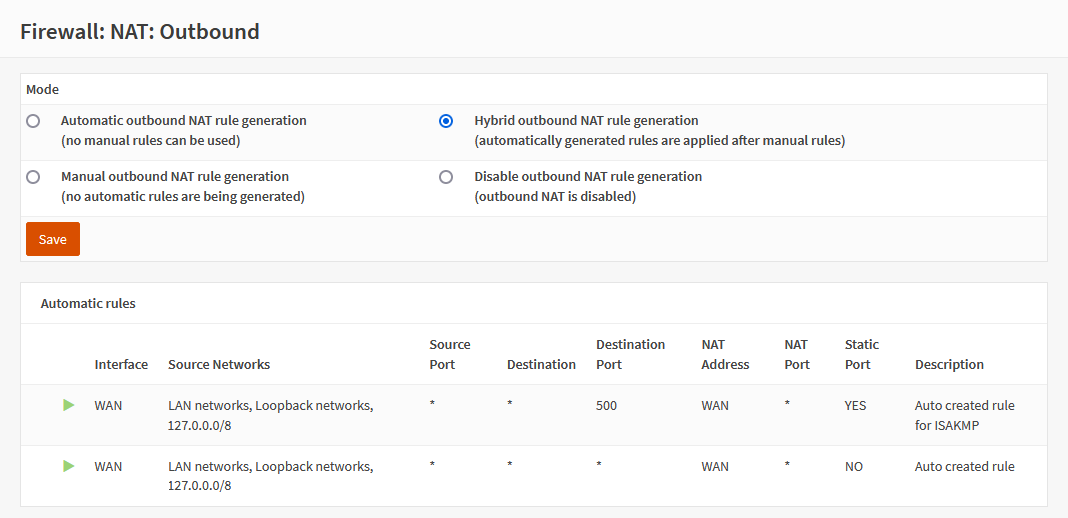 Firewall: NAT: Outbound
Mode
Automatic outbound NAT rule generation
(no manual rules can be used)
Hybrid outbound NAT rule generation
(automatically generated rules are applied after manual rules)
Manual outbound NAT rule generation
(no automatic rules are being generated)
Disable outbound NAT rule generation
(outbound NAT is disabled)
Save
Automatic rules
Interface Source Networks Source Port Destination Destination Port NAT Address NAT Port Static Port Description
WAN LAN networks, Loopback networks, * * 500 WAN * YES Auto created rule
127.0.0.0/8 for ISAKMP
WAN LAN networks, Loopback networks, * * * WAN * NO Auto created rule
127.0.0.0/8